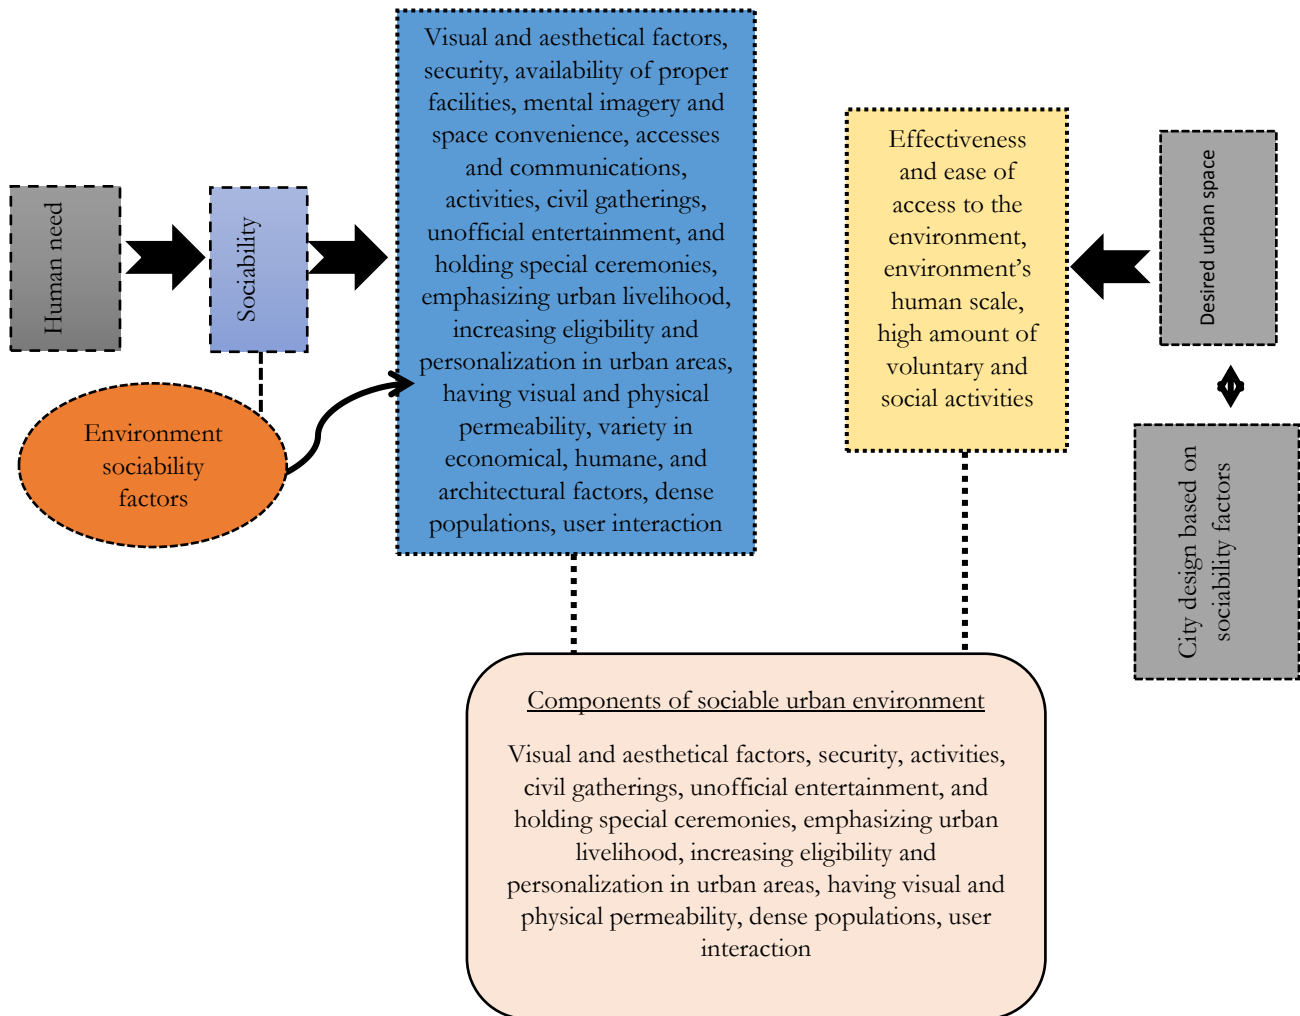 Human need
Sociability
Environment
sociability
factors
Visual and aesthetical factors,
security, availability of proper
facilities, mental imagery and
space convenience, accesses
and communications,
activities, civil gatherings,
unofficial entertainment, and
holding special ceremonies,
emphasizing urban livelihood,
increasing eligibility and
personalization in urban areas,
having visual and physical
permeability, variety in
economical, humane, and
architectural factors, dense
populations, user interaction
Effectiveness
and ease of
access to the
environment,
environment’s
human scale,
high amount of
voluntary and
social activities
Desired urban space
City design based on
sociability factors
Components of sociable urban environment
Visual and aesthetical factors, security, activities,
civil gatherings, unofficial entertainment, and
holding special ceremonies, emphasizing urban
livelihood, increasing eligibility and
personalization in urban areas, having visual and
physical permeability, dense populations, user
interaction